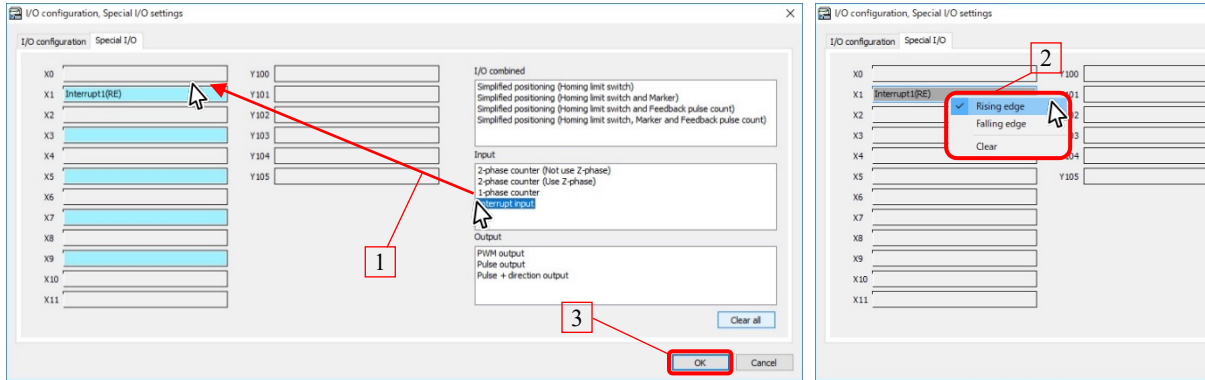 I/O configuration, Special I/O settings
I/O configuration Special I/O
X0
X1 Interrupt1(RE)
X2
X3
X4
X5
X6
X7
X8
X9
X10
X11
Y100
Y101
Y102
Y103
Y104
Y105
I/O combined
Simplified positioning (Homing limit switch)
Simplified positioning (Homing limit switch and Marker)
Simplified positioning (Homing limit switch and Feedback pulse count)
Simplified positioning (Homing limit switch, Marker and Feedback pulse count)
Input
2-phase counter (Not use Z-phase)
2-phase counter (Use Z-phase)
1-phase counter
Interrupt input
Output
PWM output
Pulse output
Pulse + direction output
1
3
Clear all
OK Cancel
I/O configuration, Special I/O settings
I/O configuration Special I/O
2
X0
X1 Interrupt1(RE)
X2
X3
X4
X5
X6
X7
X8
X9
X10
X11
Rising edge
Falling edge
Clear
Y100
Y105